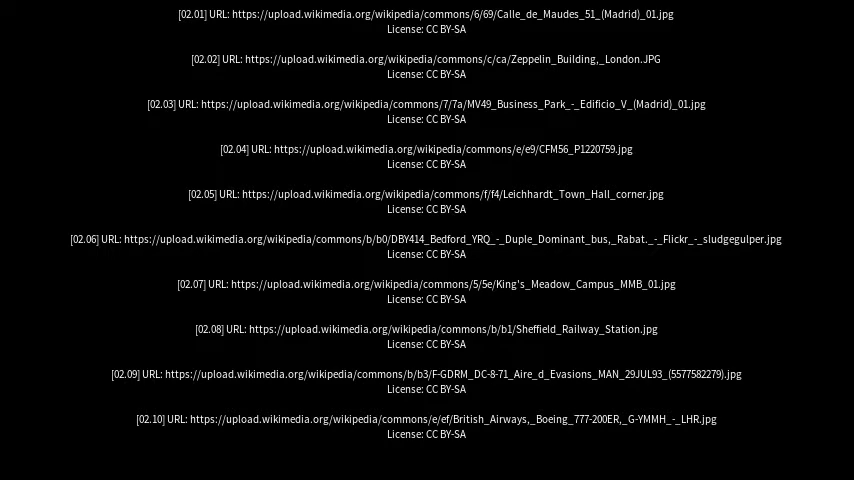 [02.01] URL: https://upload.wikimedia.org/wikipedia/commons/6/69/Calle_de_Maudes_51_(Madrid)_01.jpg
License: CC BY-SA
[02.02] URL: https://upload.wikimedia.org/wikipedia/commons/c/ca/Zeppelin_Building,_London.JPG
License: CC BY-SA
[02.03] URL: https://upload.wikimedia.org/wikipedia/commons/7/7a/MV49_Business_Park_-_Edificio_V_(Madrid)_01.jpg
License: CC BY-SA
[02.04] URL: https://upload.wikimedia.org/wikipedia/commons/e/e9/CFM56_P1220759.jpg
License: CC BY-SA
[02.05] URL: https://upload.wikimedia.org/wikipedia/commons/f/f4/Leichhardt_Town_Hall_corner.jpg
License: CC BY-SA
[02.06] URL: https://upload.wikimedia.org/wikipedia/commons/b/b0/DBY414_Bedford_YRQ_-_Duple_Dominant_bus,_Rabat._-_Flickr_-_sludgegulper.jpg
License: CC BY-SA
[02.07] URL: https://upload.wikimedia.org/wikipedia/commons/5/5e/King's_Meadow_Campus_MMB_01.jpg
License: CC BY-SA
[02.08] URL: https://upload.wikimedia.org/wikipedia/commons/b/b1/Sheffield_Railway_Station.jpg
License: CC BY-SA
[02.09] URL: https://upload.wikimedia.org/wikipedia/commons/b/b3/F-GDRM_DC-8-71_Aire_d_Evasions_MAN_29JUL93_(5577582279).jpg
License: CC BY-SA
[02.10] URL: https://upload.wikimedia.org/wikipedia/commons/e/ef/British_Airways,_Boeing_777-200ER,_G-YMMH_-_LHR.jpg
License: CC BY-SA